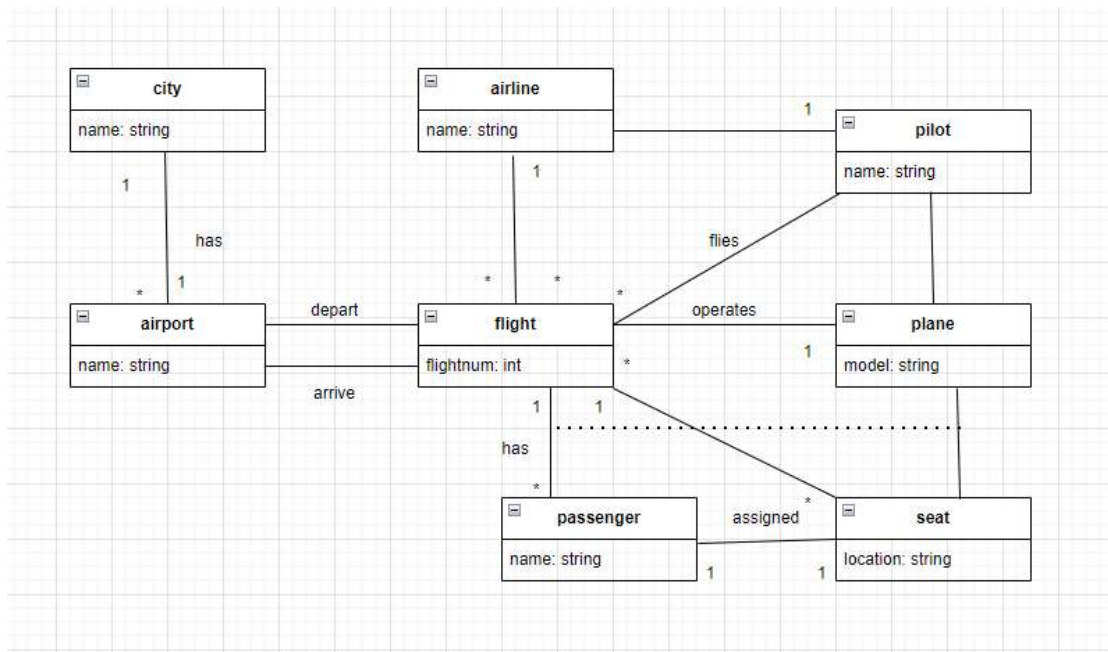 city
name: string
airline
name: string
1
pilot
name: string
1
1
has
flies
*
1
*
*
*
airport
name: string
depart
arrive
flight
flightnum: int
operates
1
*
plane
model: string
1
1
has
*
*
passenger
name: string
assigned
1
1
seat
location: string